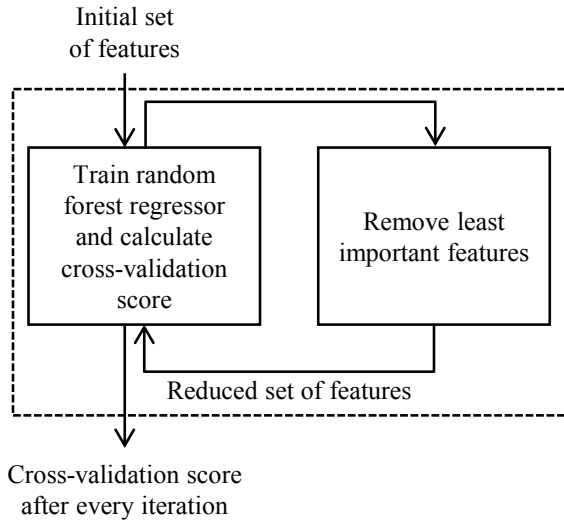 Initial set
of features
Train random
forest regressor
and calculate
cross-validation
score
Remove least
important features
Reduced set of features
Cross-validation score
after every iteration